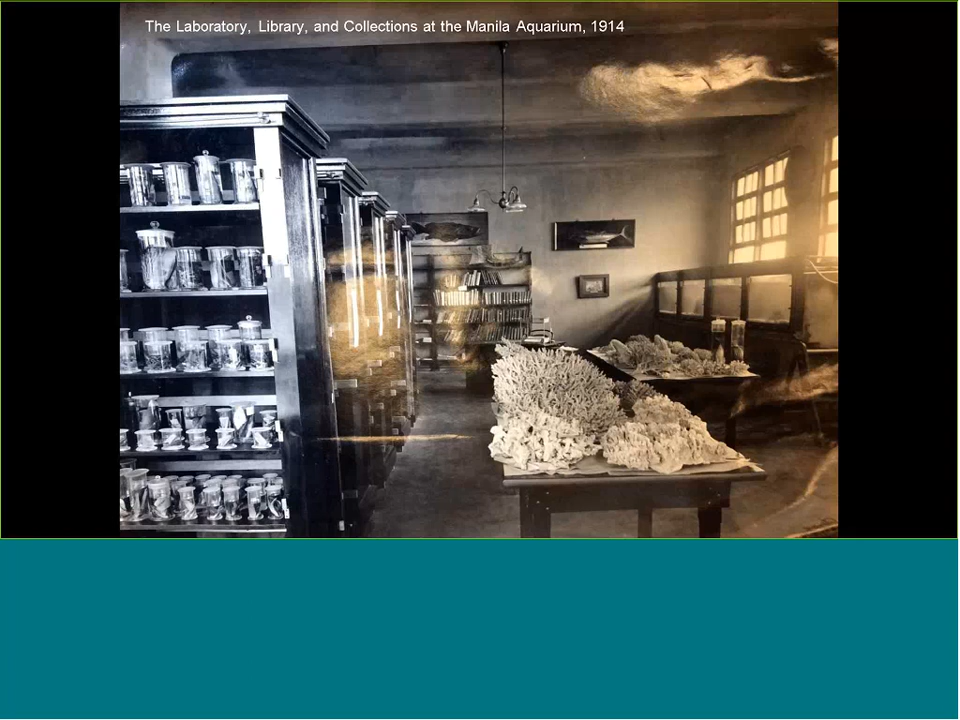 The Laboratory, Library, and Collections at the Manila Aquarium, 1914